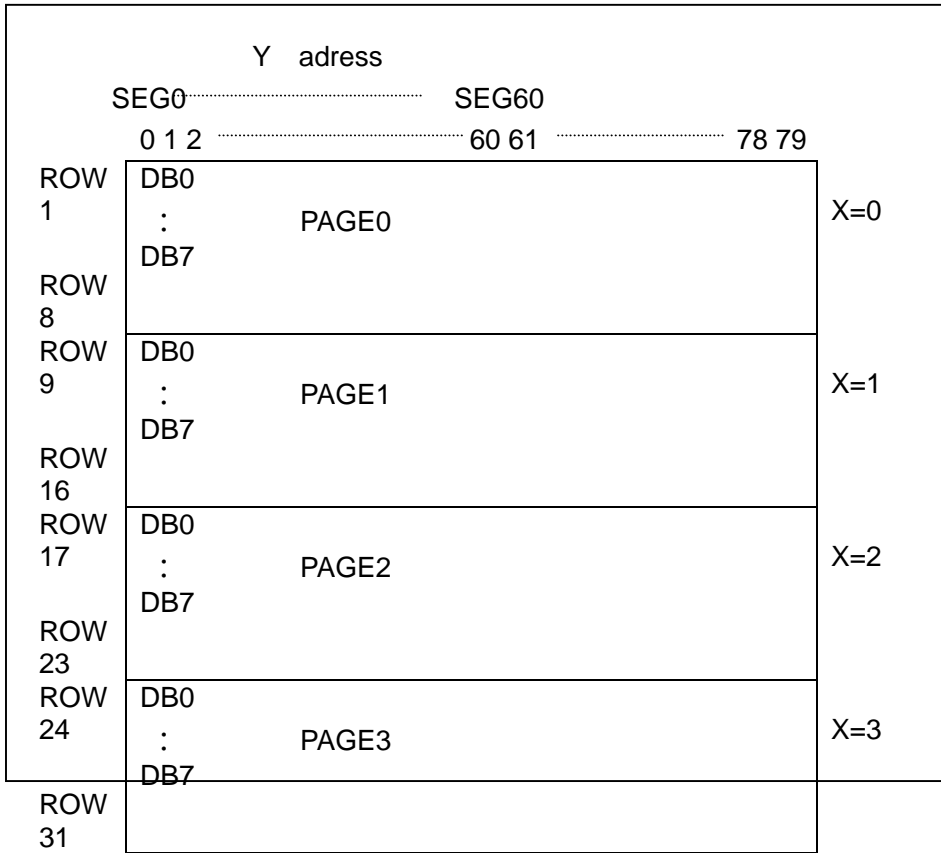 Y adress
SEG0 SEG60
0 1 2 60 61 78 79
ROW
1
DB0
:
DB7
PAGE0
X=0
ROW
8
ROW
9
DB0
:
DB7
PAGE1
X=1
ROW
16
ROW
17
DB0
:
DB7
PAGE2
X=2
ROW
23
ROW
24
DB0
:
DB7
PAGE3
X=3
ROW
31